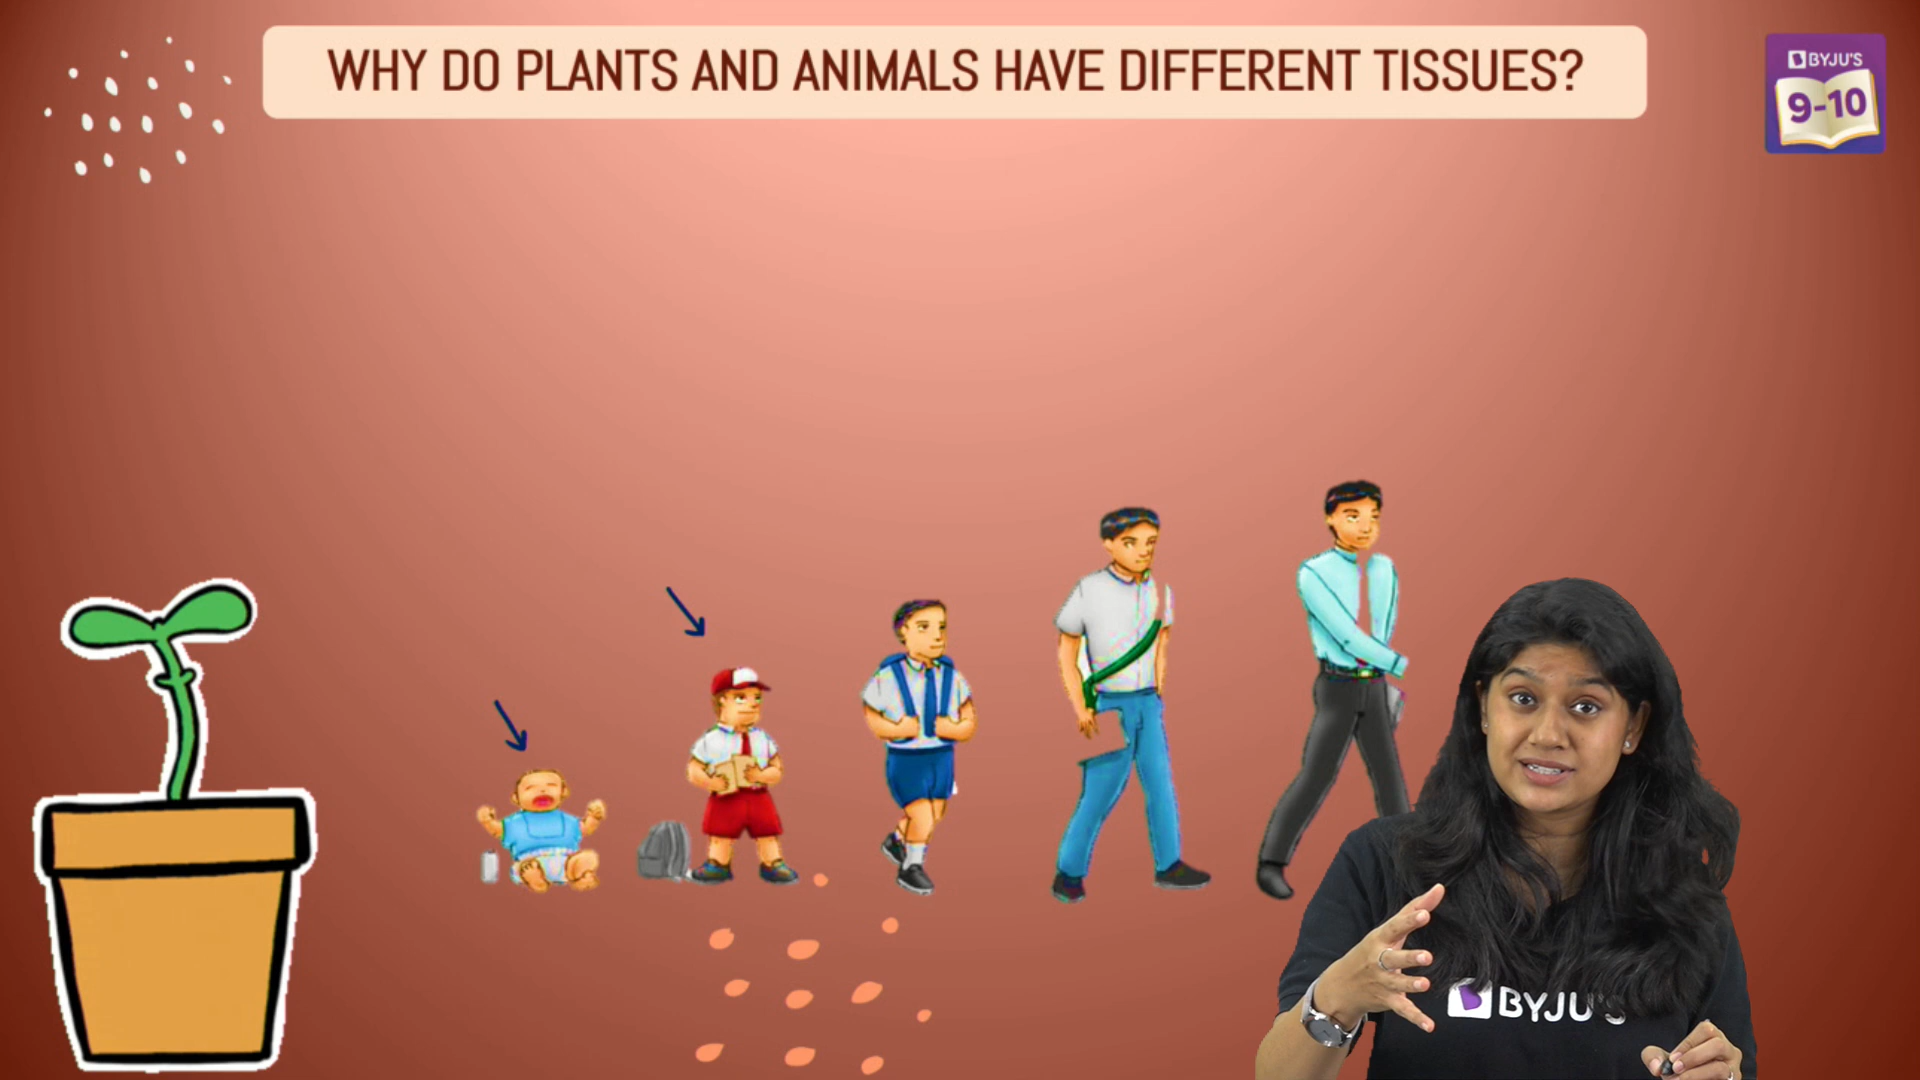 WHY DO PLANTS AND ANIMALS HAVE DIFFERENT TISSUES?
BYJU'S
9-10
BYJU'S